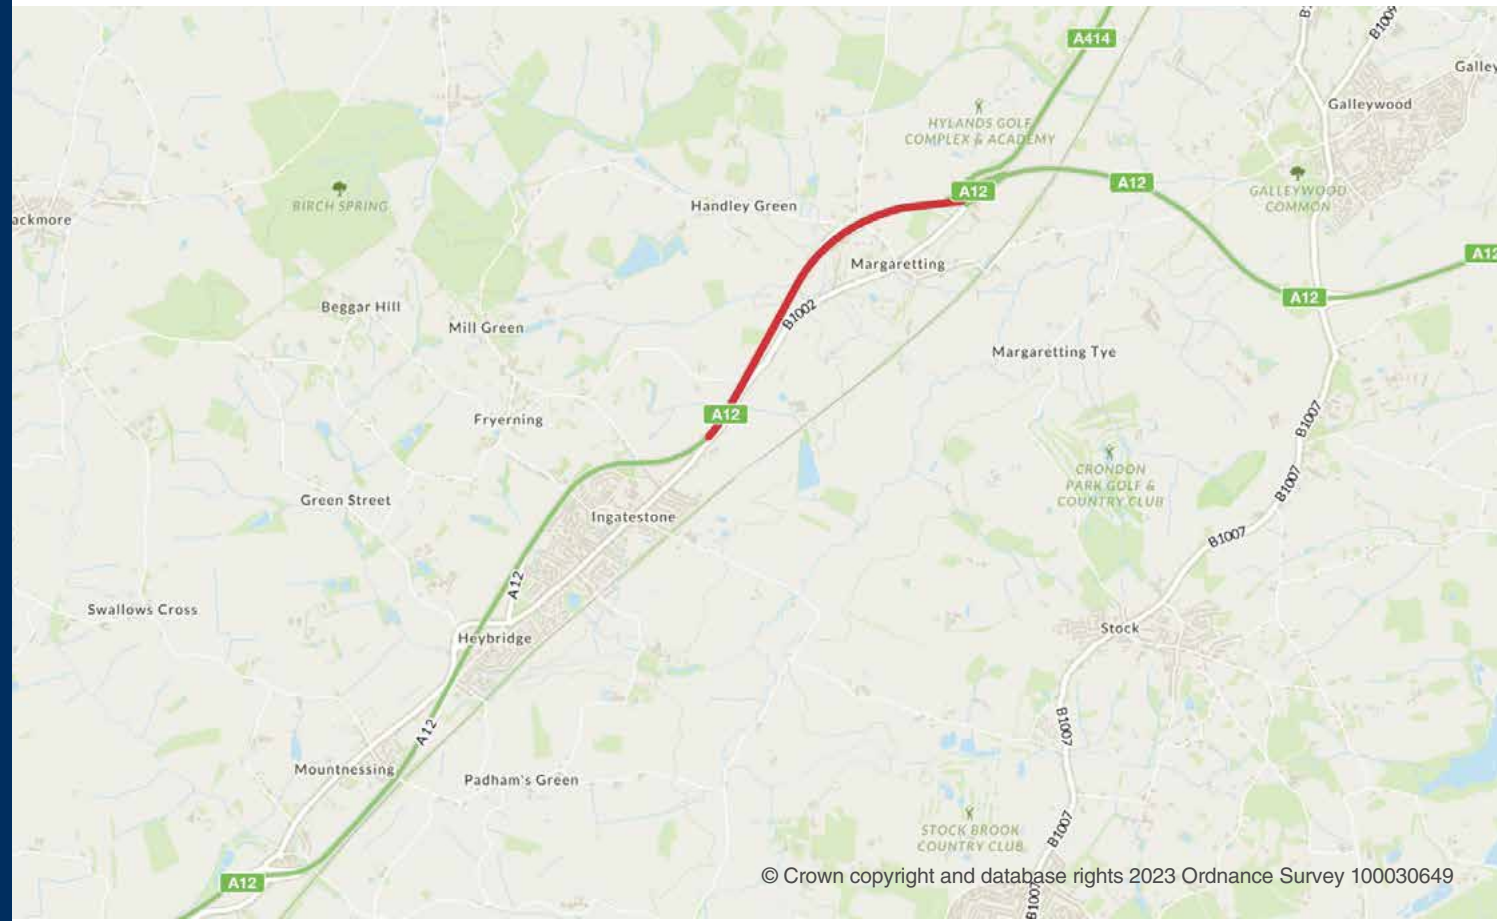 A414
B1009
Galley
Galleywood
HYLANDS GOLF
COMPLEX & ACADEMY
BIRCH SPRING
Handley Green
A12
A12
GALLEYWOOD
COMMON
ackmore
Margaretting
A12
Beggar Hill
Mill Green
B1002
A12
Margaretting Tye
A12
Fryerning
B1007
CRONDON
PARK GOLF &
COUNTRY CLUB
B1007
Green Street
Ingatestone
B1007
A12
Swallows Cross
Heybridge
Stock
A12
B1007
Mountnessing
Padham's Green
STOCK BROOK
COUNTRY CLUB
B1007
A12
© Crown copyright and database rights 2023 Ordnance Survey 100030649
B1007